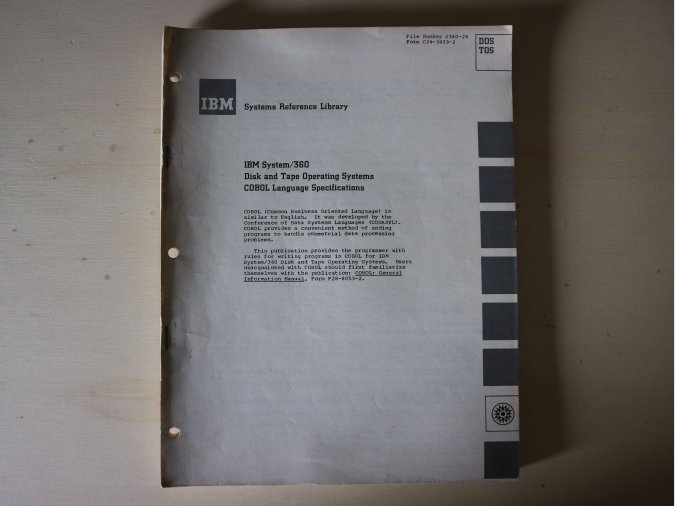 File Number S360-24
Form C24-3433-2
DOS
TOS
IBM
Systems Reference Library
IBM System/360
Disk and Tape Operating Systems
COBOL Language Specifications
COBOL (Common Business Oriented Language) is
similar to English. It was developed by the
Conference of Data Systems Languages (CODASYL).
COBOL provides a convenient method of coding
programs to handle commercial data processing
problems.
This publication provides the programmer with
rules for writing programs in COBOL for IBM
System/360 Disk and Tape Operating Systems. Users
unacquainted with COBOL should first familiarize
themselves with the publication: COBOL: General
Information Manual, Form F28-8053-2.